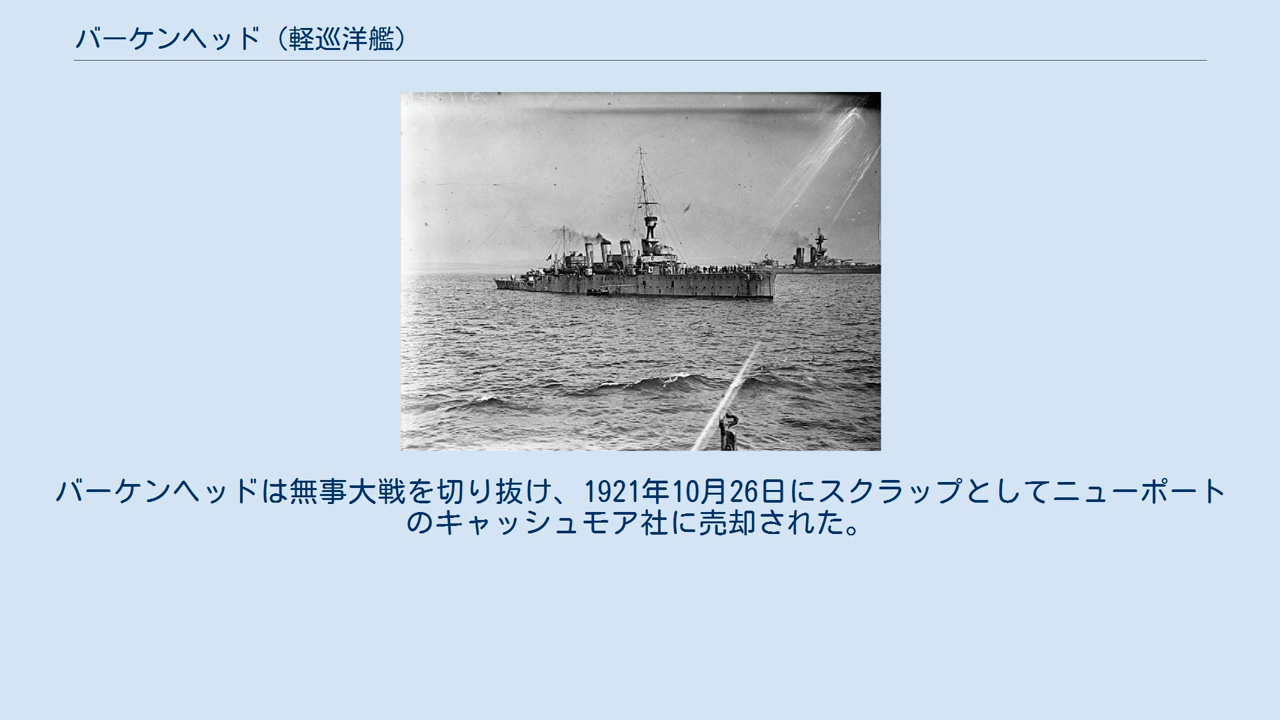 バーケンヘッド（軽巡洋艦）
バーケンヘッドは無事大戦を切り抜け、1921年10月26日にスクラップとしてニューポート
のキャッシュモア社に売却された。